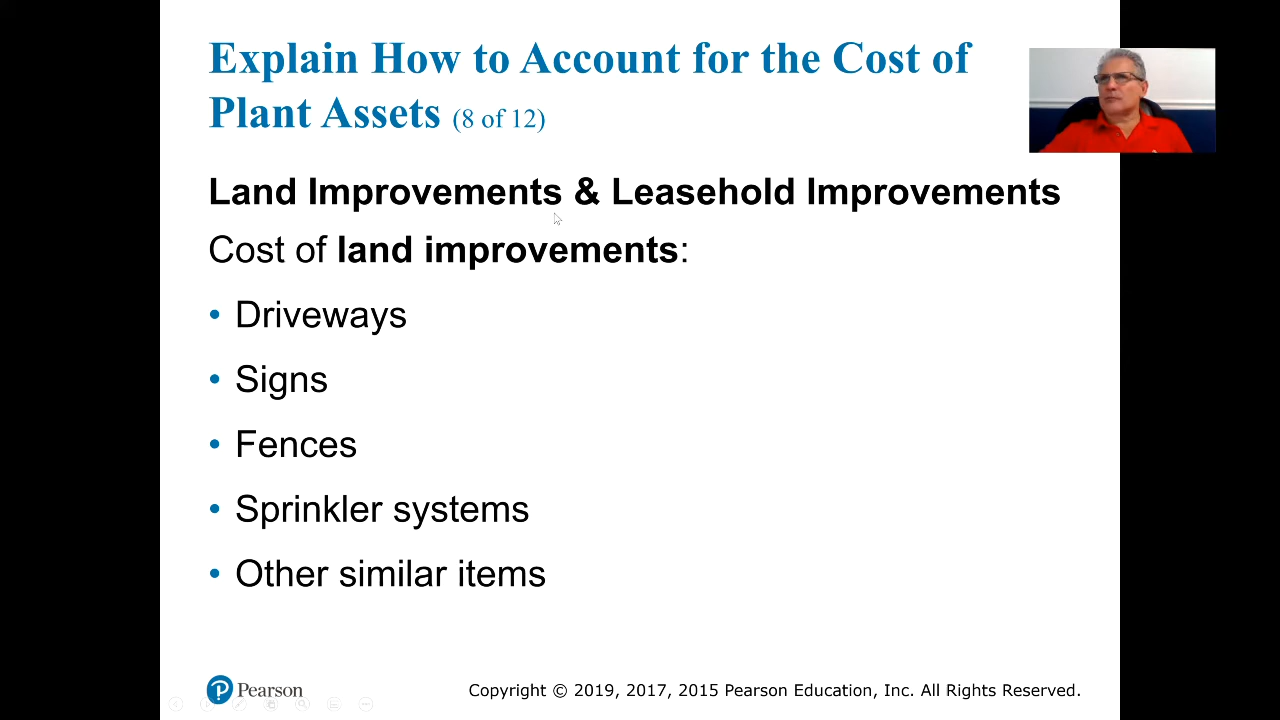 Explain How to Account for the Cost of
Plant Assets (8 of 12)
Land Improvements & Leasehold Improvements
Cost of land improvements:
• Driveways
• Signs
• Fences
• Sprinkler systems
• Other similar items
Pearson
Copyright © 2019, 2017, 2015 Pearson Education, Inc. All Rights Reserved.